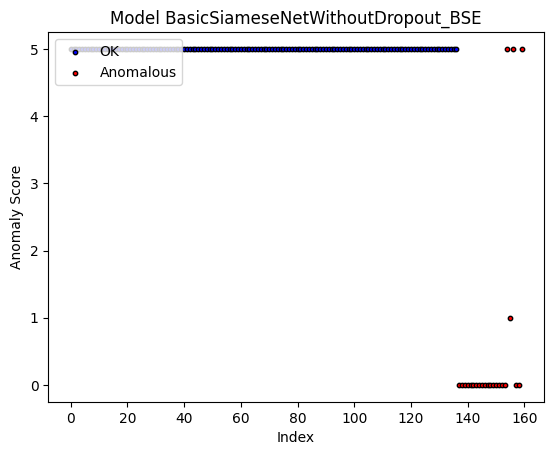 Model BasicSiameseNetWithoutDropout_BSE
OK
Anomalous
Anomaly Score
5
4
3
2
1
0
0 20 40 60 80 100 120 140 160
Index